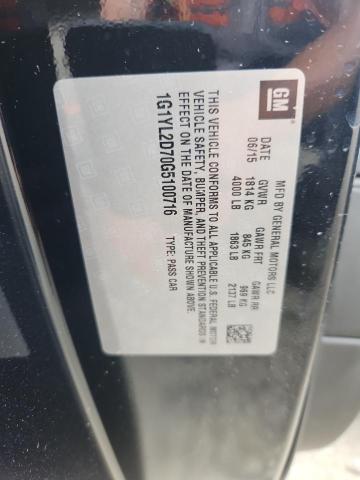 GM
MFD BY GENERAL MOTORS LLC
DATE GVWR GAWR FRT GAWR RR
06/15 1814 KG 845 KG 969 KG
4000 LB 1863 LB 2137 LB
THIS VEHICLE CONFORMS TO ALL APPLICABLE U.S. FEDERAL MOTOR
VEHICLE SAFETY, BUMPER, AND THEFT PREVENTION STANDARDS IN
EFFECT ON THE DATE OF MANUFACTURE SHOWN ABOVE.
1G1YL2D70G5100716 TYPE: PASS CAR